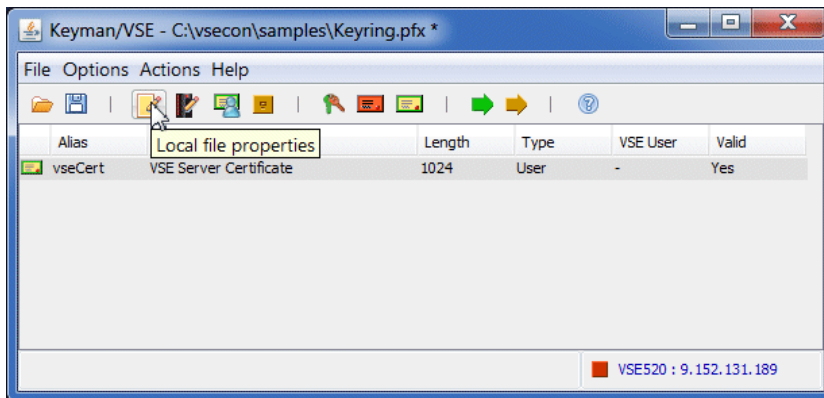 Keyman/VSE - C:\vsecon\samples\Keyring.pfx *
File Options Actions Help
Local file properties
Alias Length Type VSE User Valid
vseCert VSE Server Certificate 1024 User - Yes
VSE520 : 9.152.131.189